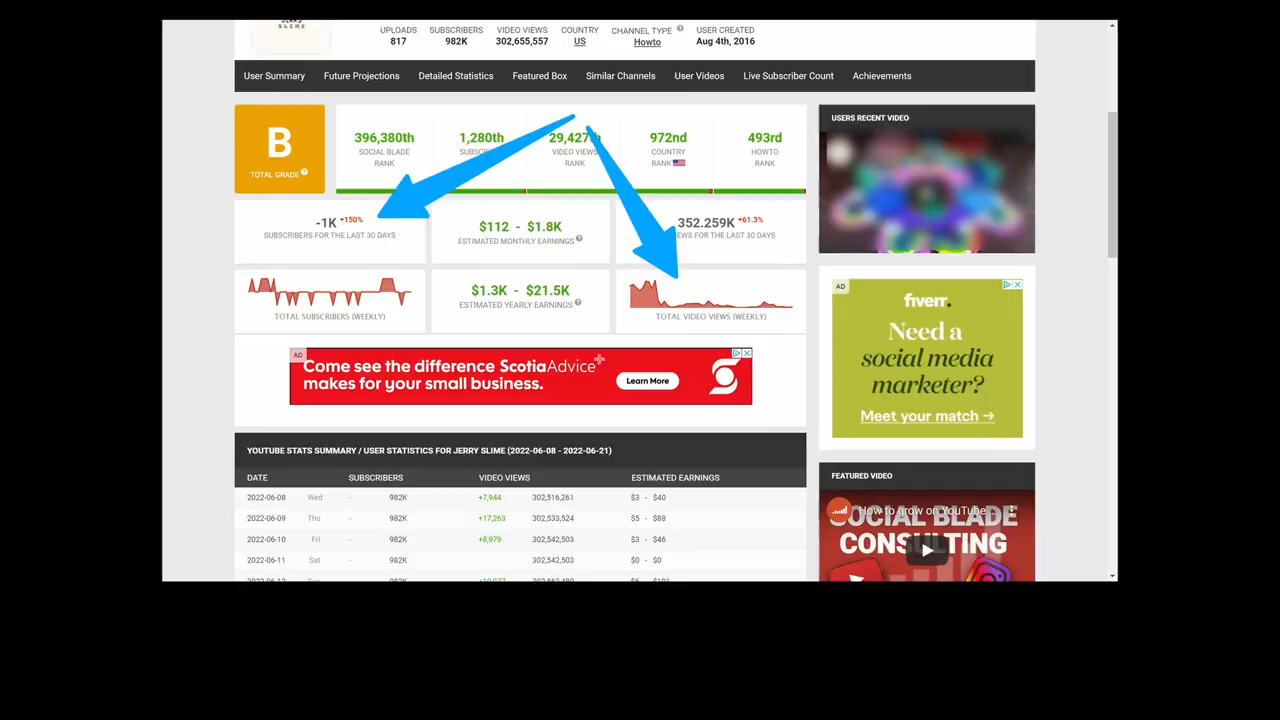 SLIME
UPLOADS
817
SUBSCRIBERS
982K
VIDEO VIEWS
302,655,557
COUNTRY
US
CHANNEL TYPE
Howto
USER CREATED
Aug 4th, 2016
User Summary Future Projections Detailed Statistics Featured Box Similar Channels User Videos Live Subscriber Count Achievements
B
TOTAL GRADE
396,380th
SOCIAL BLADE
RANK
1,280th
29,427th
VIDEO VIEWS
RANK
972nd
COUNTRY
RANK
493rd
HOWTO
RANK
-1K 150%
SUBSCRIBERS FOR THE LAST 30 DAYS
$112 - $1.8K
ESTIMATED MONTHLY EARNINGS
352.259K 61.3%
FOR THE LAST 30 DAYS
TOTAL SUBSCRIBERS (WEEKLY)
$1.3K - $21.5K
ESTIMATED YEARLY EARNINGS
TOTAL VIDEO VIEWS (WEEKLY)
AD
Come see the difference ScotiaAdvice+
makes for your small business.
Learn More
YOUTUBE STATS SUMMARY / USER STATISTICS FOR JERRY SLIME (2022-06-08 - 2022-06-21)
DATE SUBSCRIBERS VIDEO VIEWS ESTIMATED EARNINGS
2022-06-08 Wed -- 982K +7,944 302,516,261 $3 - $40
2022-06-09 Thu -- 982K +17,263 302,533,524 $5 - $88
2022-06-10 Fri -- 982K +8,979 302,542,503 $3 - $46
2022-06-11 Sat -- 982K - 302,542,503 $0 - $0
USERS RECENT VIDEO
AD
fiverr.
Need a
social media
marketer?
Meet your match →
FEATURED VIDEO
How to grow on YouTube
SOCIAL BLADE
CONSULTING